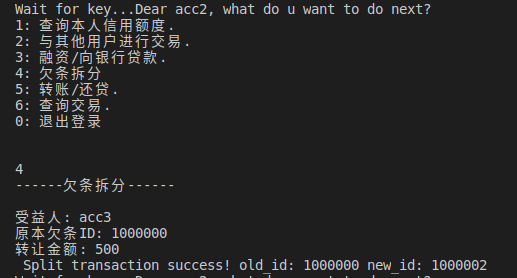 Wait for key...Dear acc2, what do u want to do next?
1: 查询本人信用额度.
2: 与其他用户进行交易.
3: 融资/向银行贷款.
4: 欠条拆分
5: 转账/还贷.
6: 查询交易.
0: 退出登录
4
------欠条拆分------
受益人: acc3
原本欠条ID: 1000000
转让金额: 500
Split transaction success! old_id: 1000000 new_id: 1000002